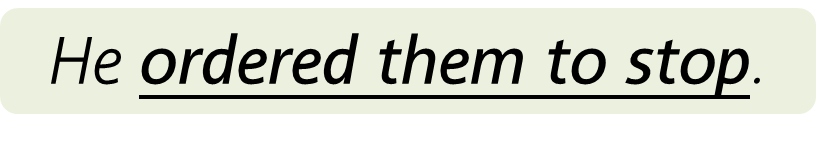 He ordered them to stop.